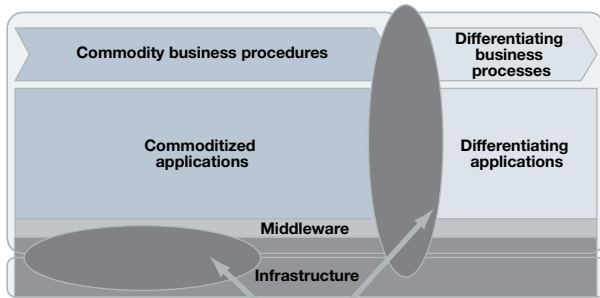 Commodity business procedures
Differentiating
business
processes
Commoditized
applications
Differentiating
applications
Middleware
Infrastructure